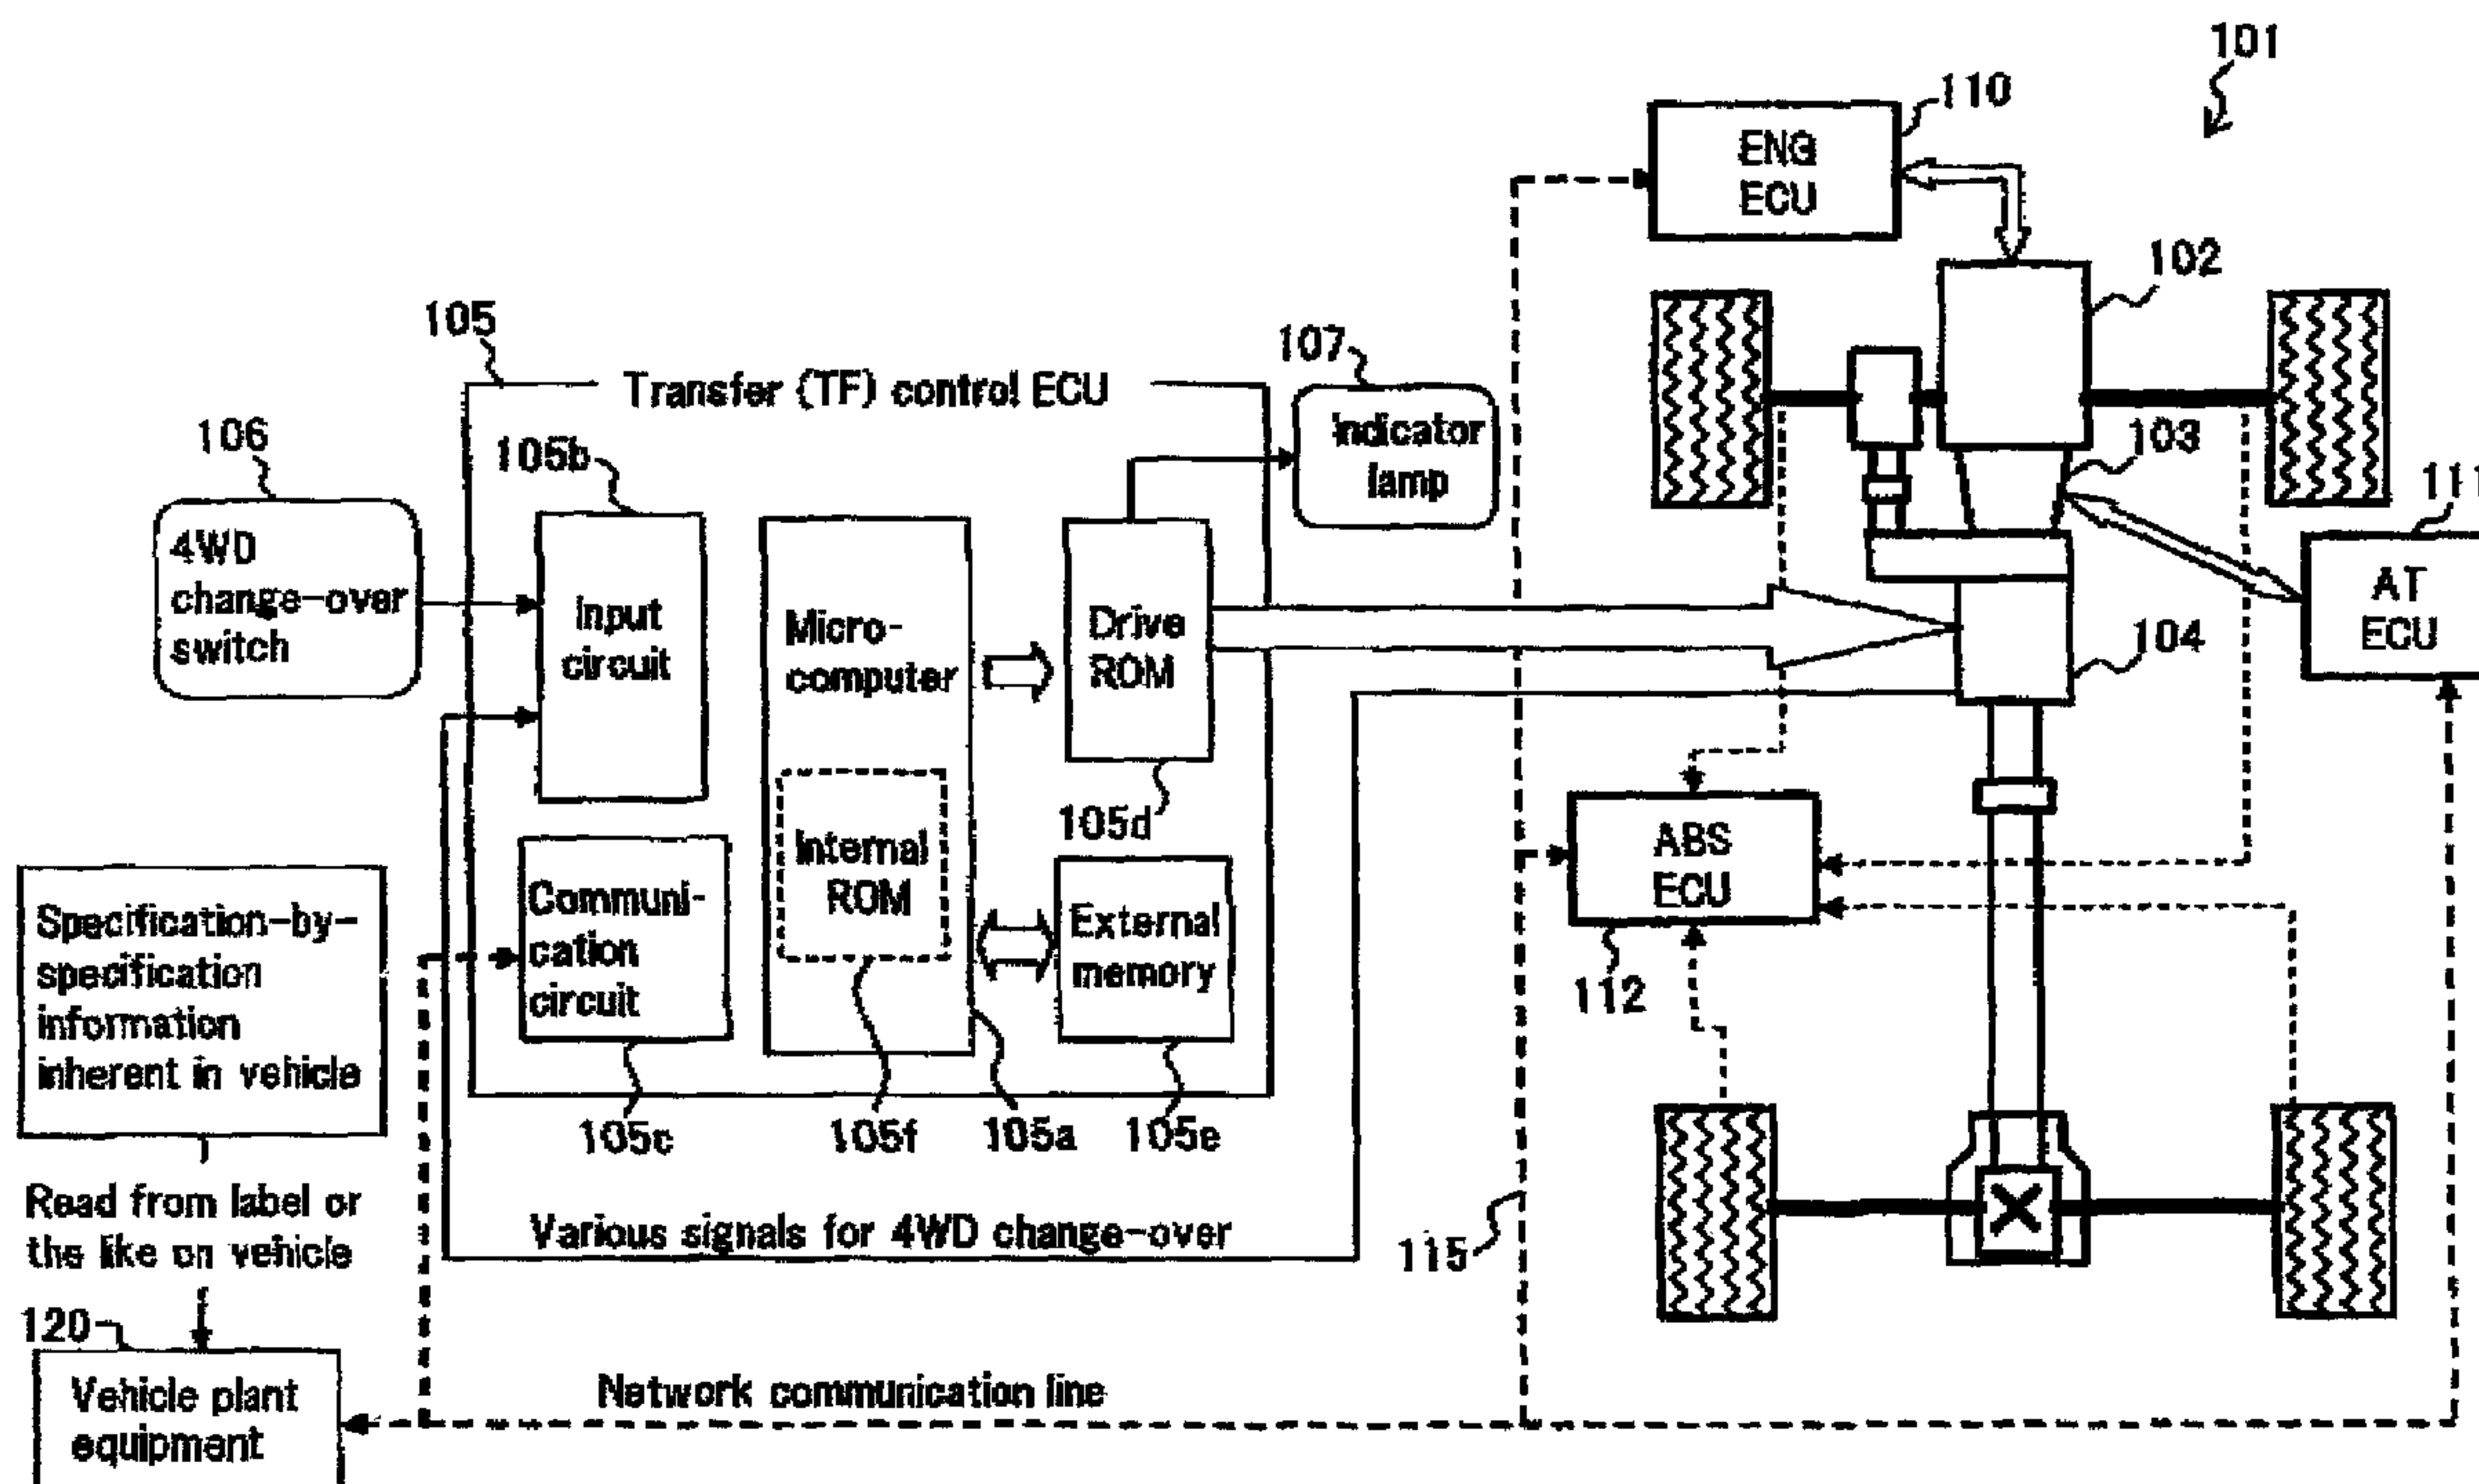 101
110
ENG
ECU
102
105
107
Transfer (TF) control ECU
Indicator
lamp
106
105b
103
111
4WD
change-over
switch
Input
circuit
Micro-
computer
Drive
ROM
AT
ECU
104
105d
Internal
ROM
ABS
ECU
Communi-
cation
circuit
External
memory
Specification-by-
specification
information
inherent in vehicle
112
105c
105f
105a
105e
Read from label or
the like on vehicle
Various signals for 4WD change-over
115
120
Network communication line
Vehicle plant
equipment